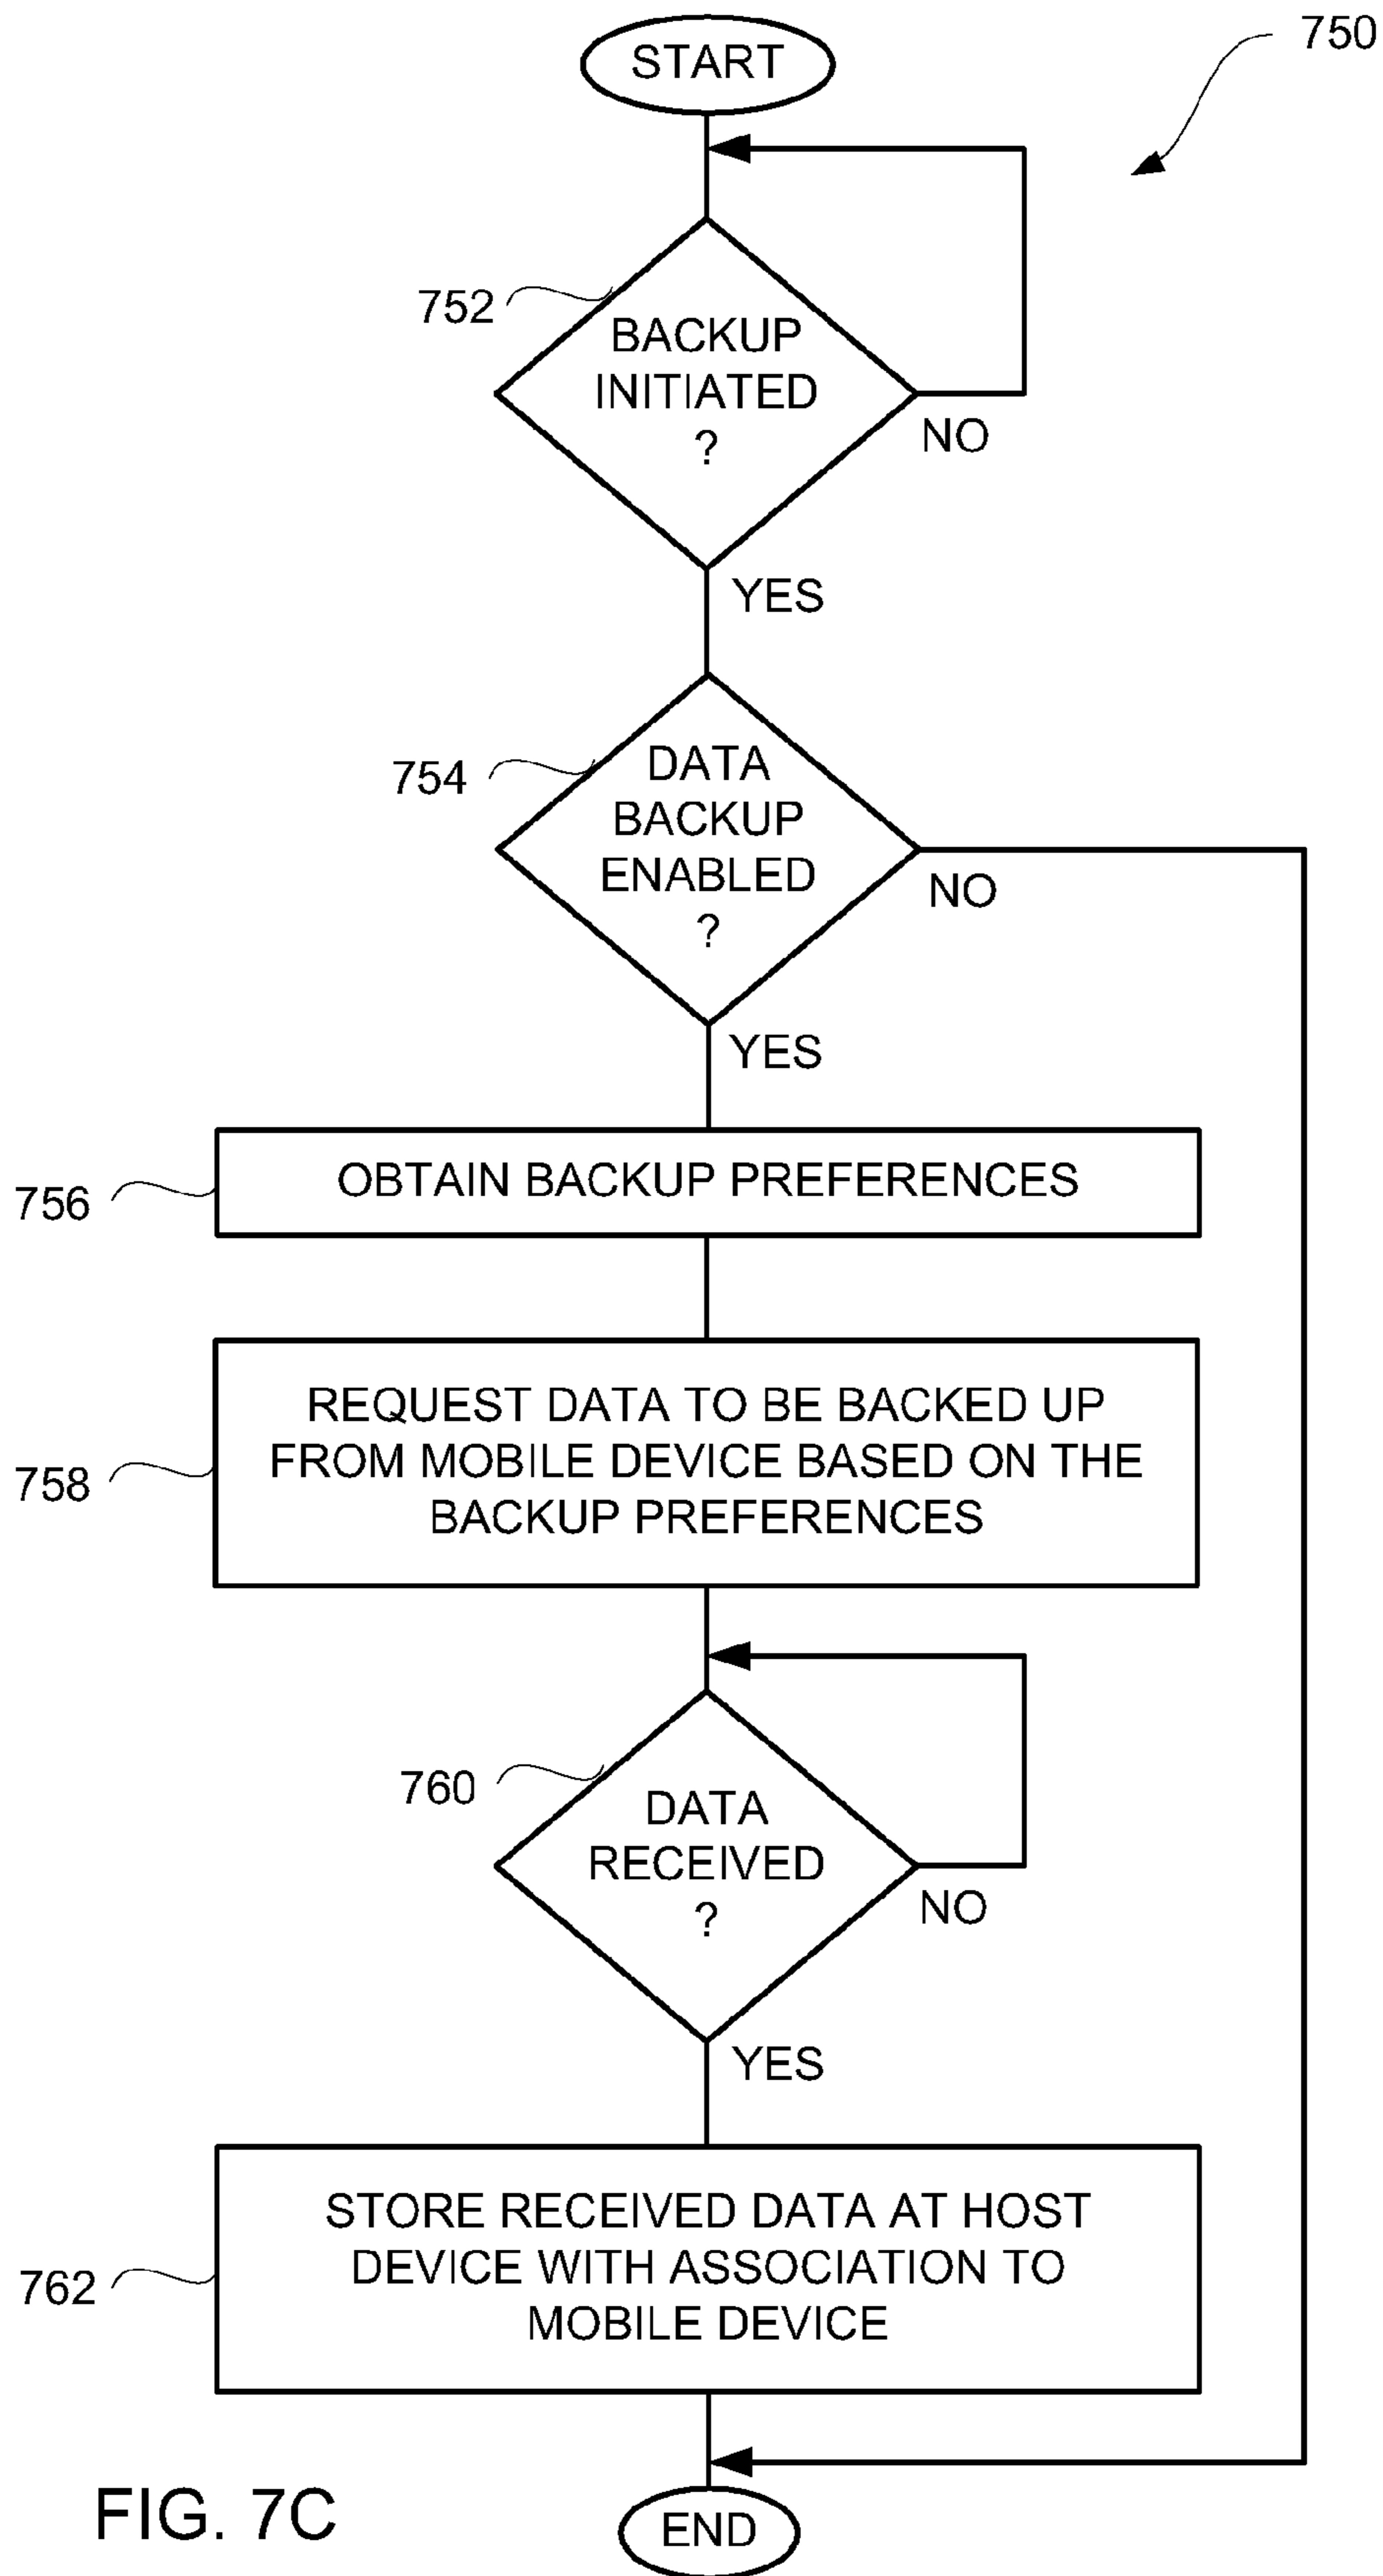 START
750
752
BACKUP
INITIATED
?
NO
YES
754
DATA
BACKUP
ENABLED
?
NO
YES
756
OBTAIN BACKUP PREFERENCES
758
REQUEST DATA TO BE BACKED UP
FROM MOBILE DEVICE BASED ON THE
BACKUP PREFERENCES
760
DATA
RECEIVED
?
NO
YES
762
STORE RECEIVED DATA AT HOST
DEVICE WITH ASSOCIATION TO
MOBILE DEVICE
FIG. 7C
END